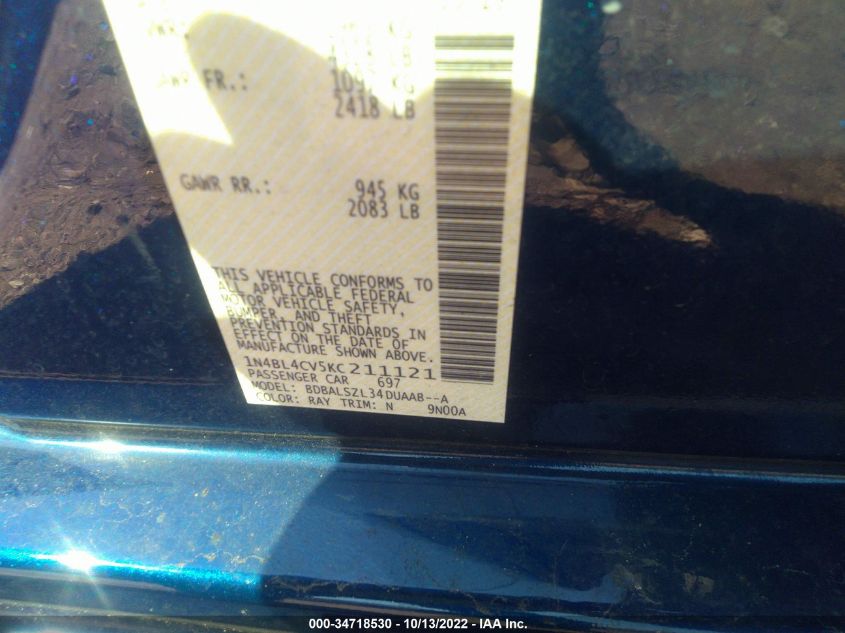 FR.:
2418 LB
GAWR RR.: 945 KG
2083 LB
THIS VEHICLE CONFORMS TO
ALL APPLICABLE FEDERAL
MOTOR VEHICLE SAFETY,
BUMPER, AND THEFT
PREVENTION STANDARDS IN
EFFECT ON THE DATE OF
MANUFACTURE SHOWN ABOVE.
1N4BL4CV5KC211121
PASSENGER CAR 697
MODEL: BDBALSZL34DUAAB--A
COLOR: RAY TRIM: N 9N00A
000-34718530 - 10/13/2022 - IAA Inc.